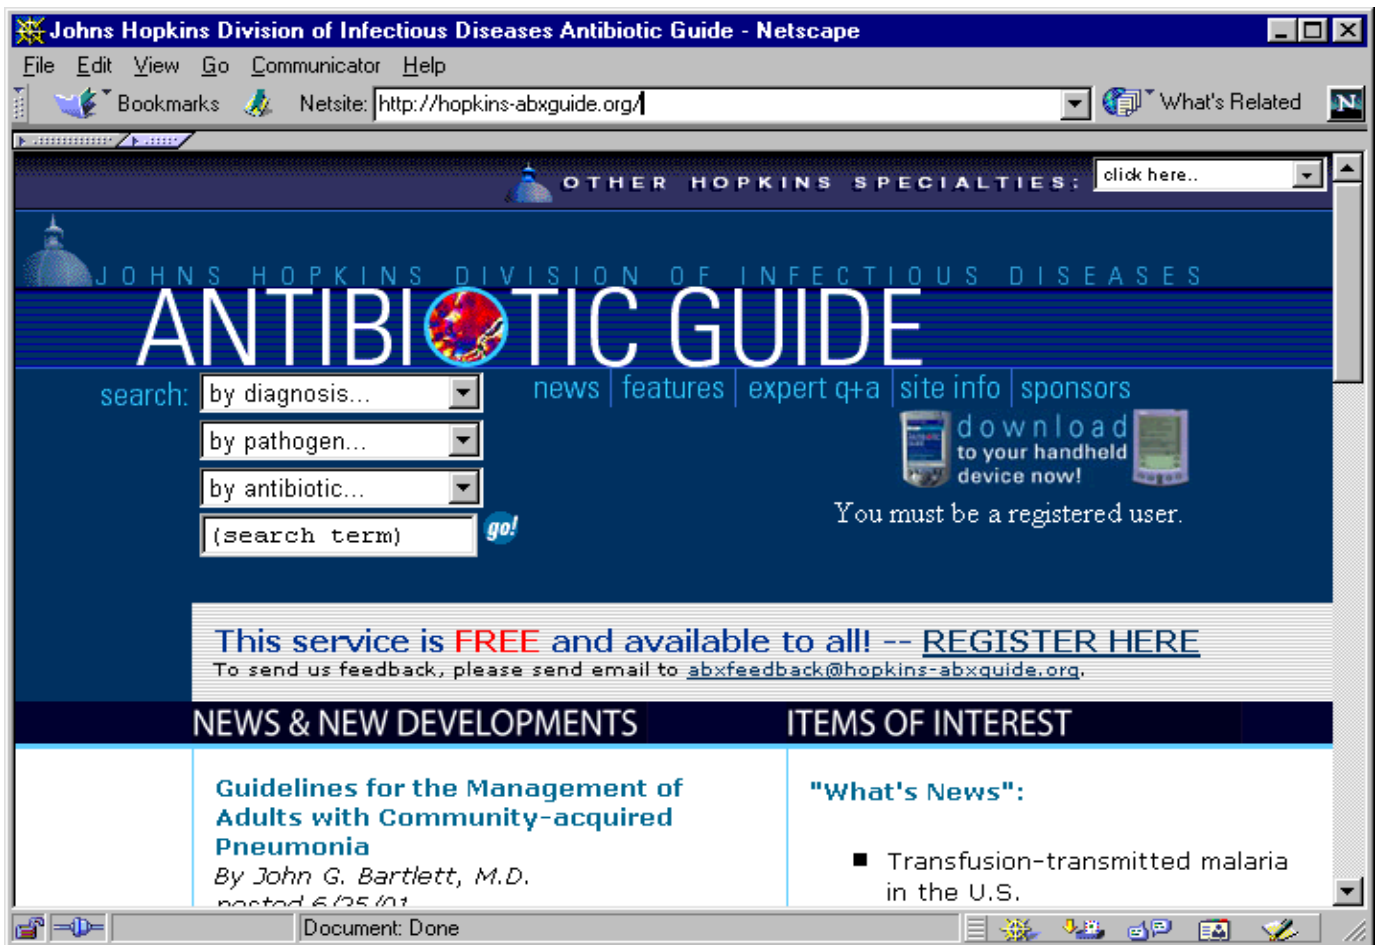 Johns Hopkins Division of Infectious Diseases Antibiotic Guide - Netscape
File Edit View Go Communicator Help
Bookmarks Netsite: http://hopkins-abxguide.org/ What's Related N
OTHER HOPKINS SPECIALTIES: click here..
JOHNS HOPKINS DIVISION OF INFECTIOUS DISEASES
ANTIBIOTIC GUIDE
search: by diagnosis... news | features | expert q+a | site info | sponsors
by pathogen...
by antibiotic...
(search term) go!
download
to your handheld
device now!
You must be a registered user.
This service is FREE and available to all! -- REGISTER HERE
To send us feedback, please send email to abxfeedback@hopkins-abxguide.org.
NEWS & NEW DEVELOPMENTS ITEMS OF INTEREST
Guidelines for the Management of
Adults with Community-acquired
Pneumonia
By John G. Bartlett, M.D.
posted 6/25/01
"What's News":
■ Transfusion-transmitted malaria
in the U.S.
Document: Done